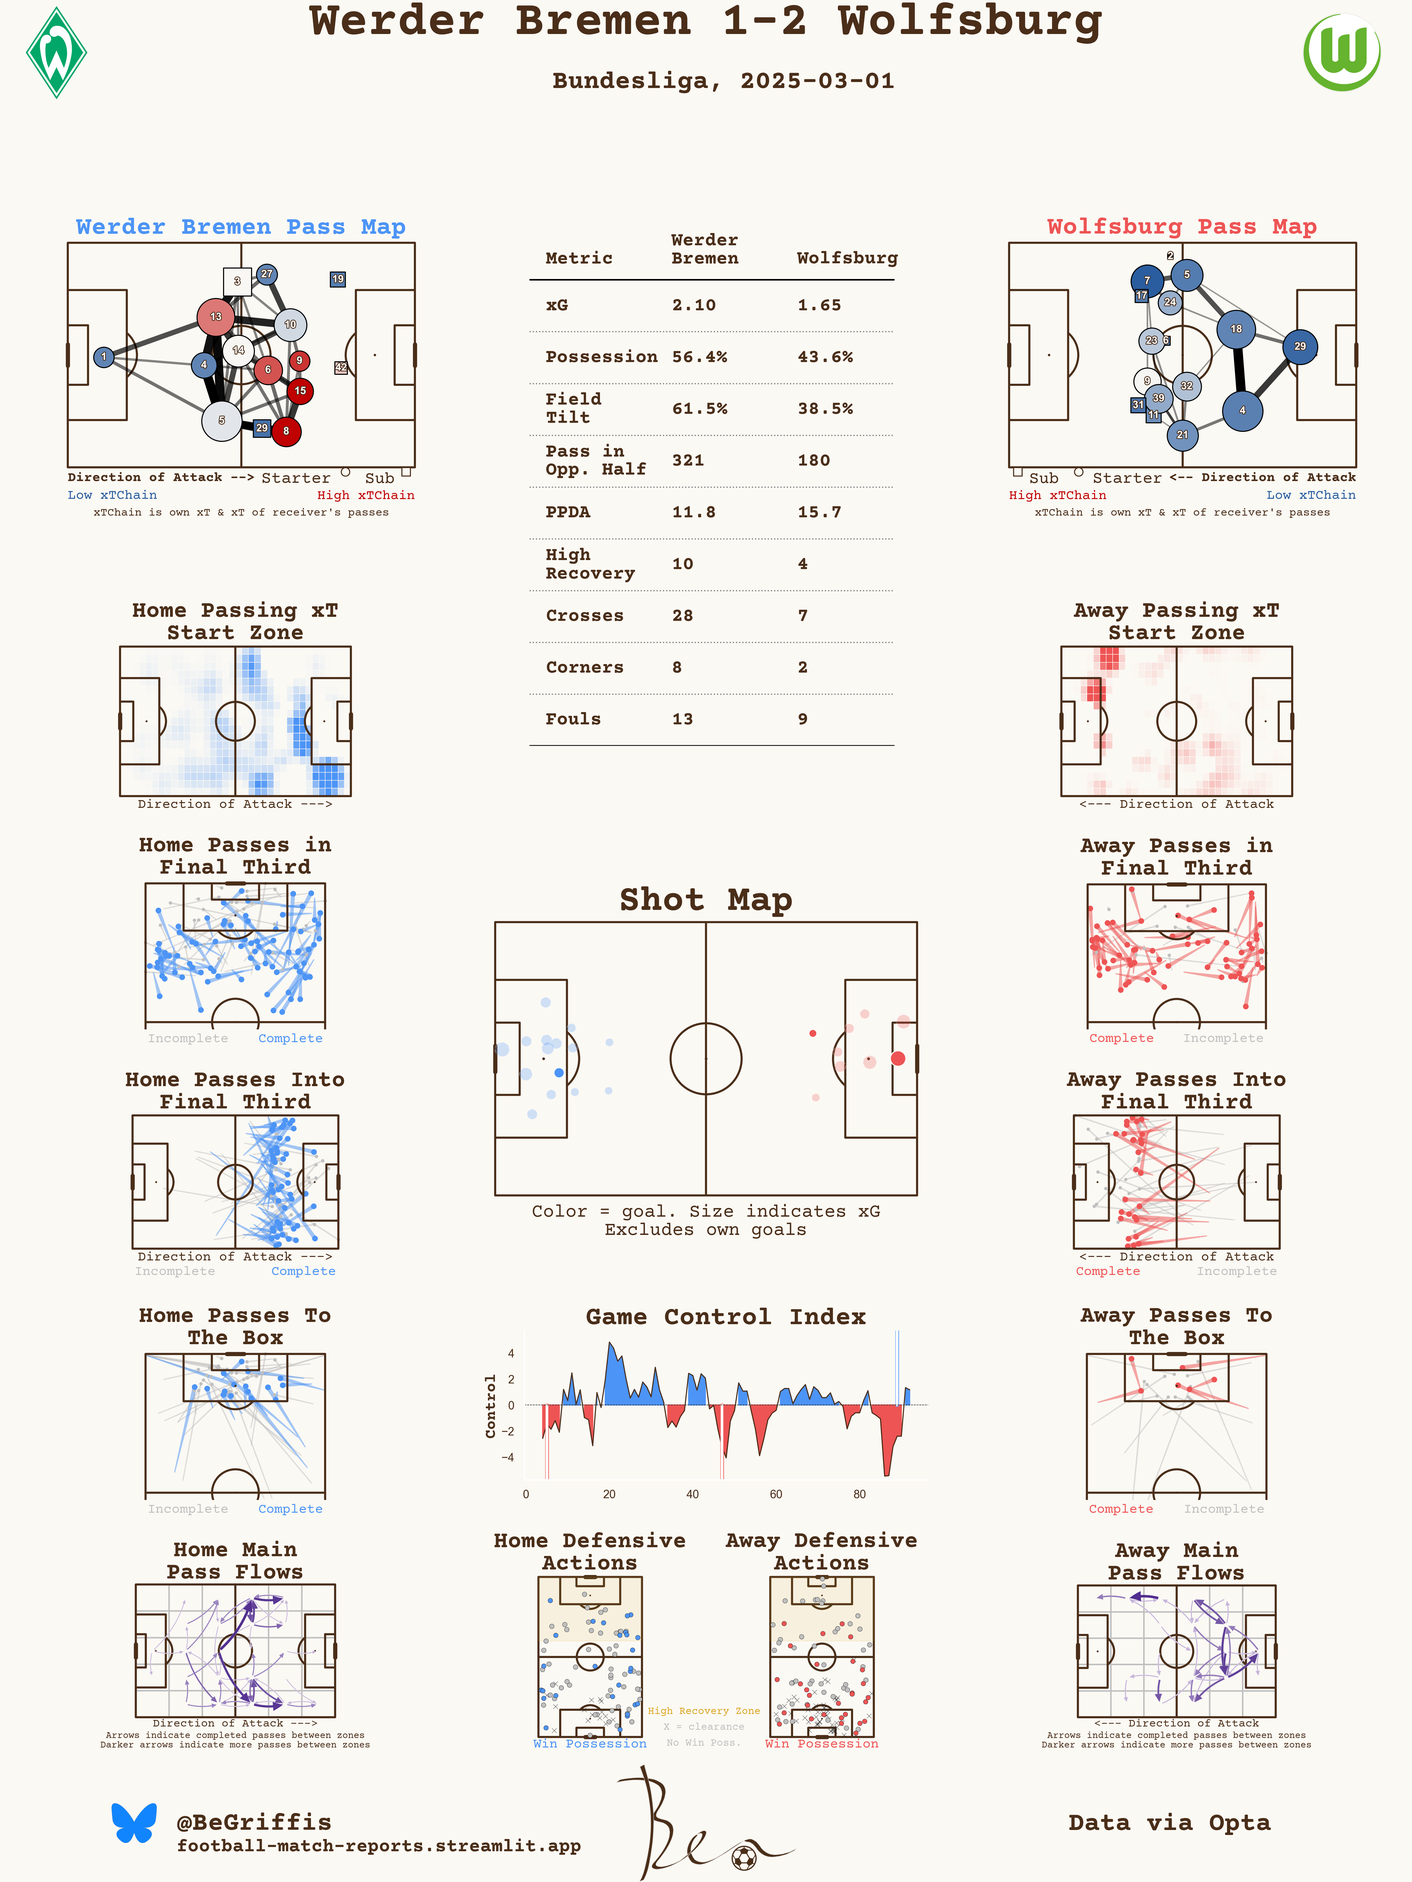 Werder Bremen 1-2 Wolfsburg
Bundesliga, 2025-03-01
Werder Bremen Pass Map
3
27
19
13
10
14
1
4
9
42
6
15
5
29
8
Direction of Attack --> Starter Sub
Low xTChain High xTChain
xTChain is own xT & xT of receiver's passes
Metric Werder Bremen Wolfsburg
xG 2.10 1.65
Possession 56.4% 43.6%
Field Tilt 61.5% 38.5%
Pass in Opp. Half 321 180
PPDA 11.8 15.7
High Recovery 10 4
Crosses 28 7
Corners 8 2
Fouls 13 9
Wolfsburg Pass Map
2
7
5
17
24
18
23
6
29
9
32
39
31
11
4
21
Sub Starter <-- Direction of Attack
High xTChain Low xTChain
xTChain is own xT & xT of receiver's passes
Home Passing xT
Start Zone
Direction of Attack --->
Away Passing xT
Start Zone
<--- Direction of Attack
Home Passes in
Final Third
Incomplete Complete
Away Passes in
Final Third
Complete Incomplete
Shot Map
Color = goal. Size indicates xG
Excludes own goals
Home Passes Into
Final Third
Direction of Attack --->
Incomplete Complete
Away Passes Into
Final Third
<--- Direction of Attack
Complete Incomplete
Home Passes To
The Box
Incomplete Complete
Game Control Index
Control
4
2
0
−2
−4
0 20 40 60 80
Away Passes To
The Box
Complete Incomplete
Home Main
Pass Flows
Direction of Attack --->
Arrows indicate completed passes between zones
Darker arrows indicate more passes between zones
Home Defensive
Actions
Win Possession
High Recovery Zone
X = clearance
No Win Poss.
Away Defensive
Actions
Win Possession
Away Main
Pass Flows
<--- Direction of Attack
Arrows indicate completed passes between zones
Darker arrows indicate more passes between zones
@BeGriffis
football-match-reports.streamlit.app
Ben
Data via Opta